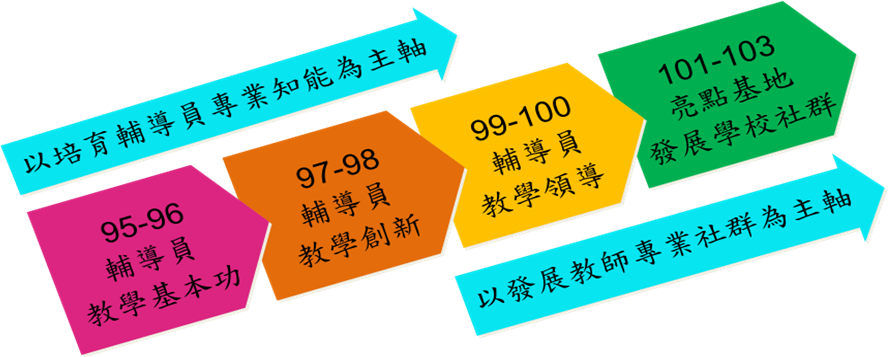 以培育輔導員專業知能為主軸
95-96
輔導員
教學基本功
97-98
輔導員
教學創新
99-100
輔導員
教學領導
101-103
亮點基地
發展學校社群
以發展教師專業社群為主軸